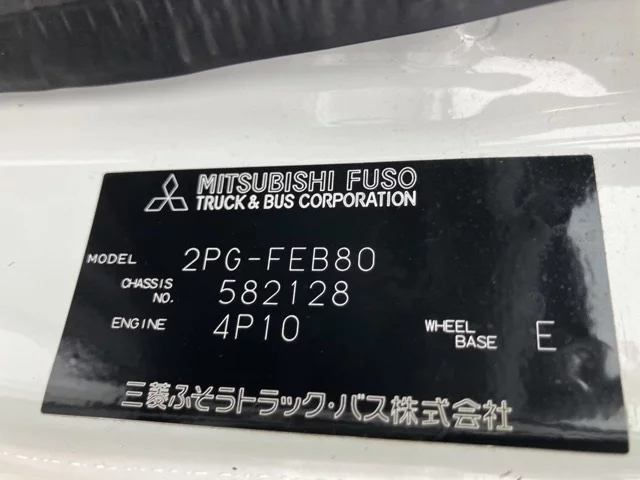 MITSUBISHI FUSO
TRUCK & BUS CORPORATION
MODEL 2PG-FEB80
CHASSIS NO. 582128
ENGINE 4P10 WHEEL BASE E
三菱ふそうトラック・バス株式会社